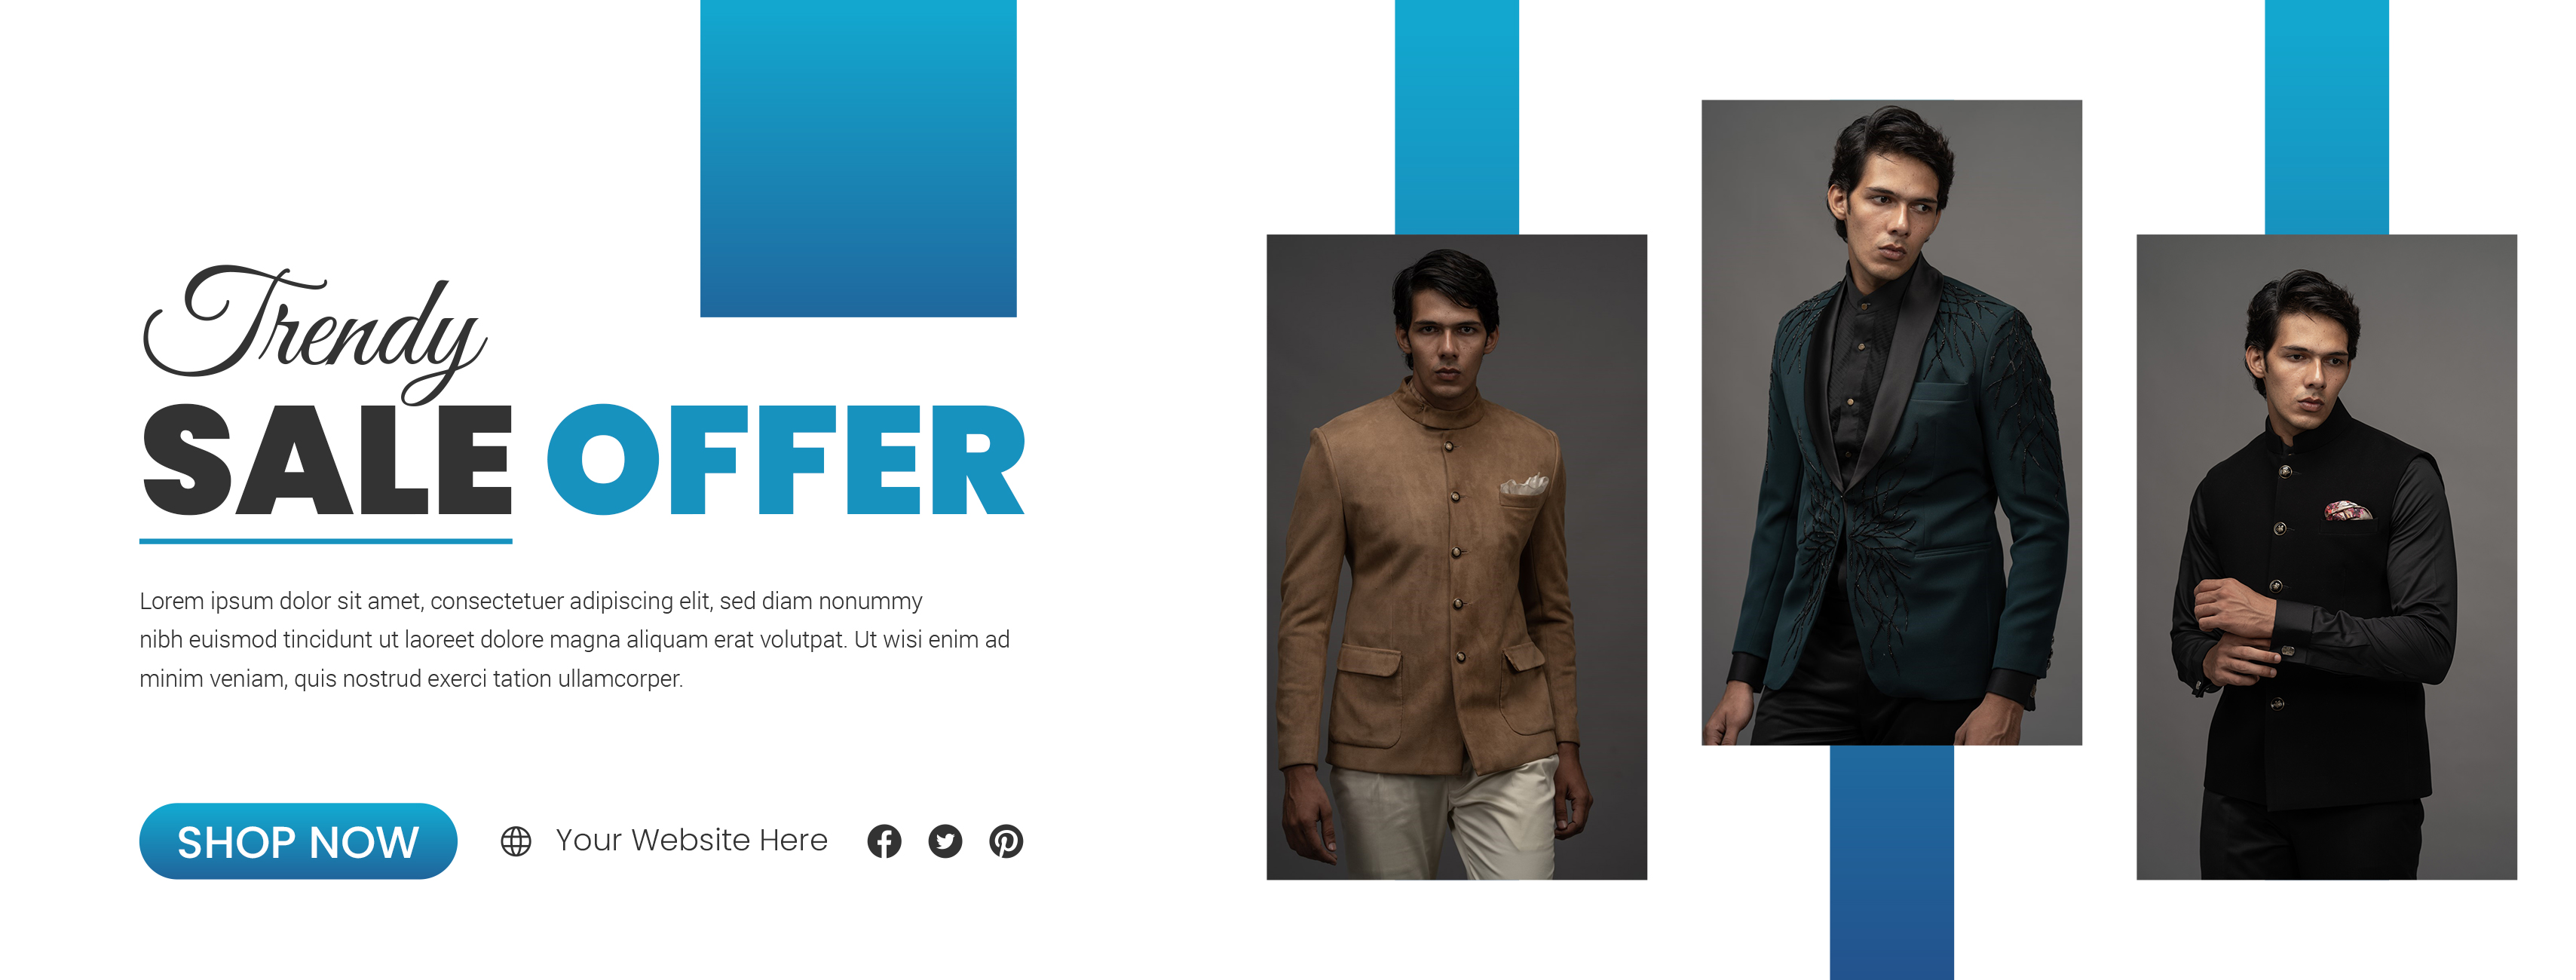 Trendy
SALE OFFER
Lorem ipsum dolor sit amet, consectetuer adipiscing elit, sed diam nonummy
nibh euismod tincidunt ut laoreet dolore magna aliquam erat volutpat. Ut wisi enim ad
minim veniam, quis nostrud exerci tation ullamcorper.
SHOP NOW
Your Website Here